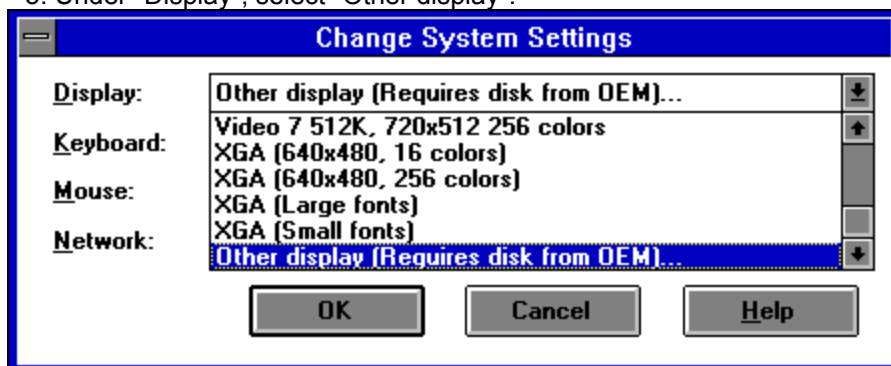 Under "Display", select "Other display".
Change System Settings
Display:
Other display (Requires disk from OEM)...
Video 7 512K, 720x512 256 colors
Keyboard:
XGA (640x480, 16 colors)
XGA (640x480, 256 colors)
Mouse:
XGA (Large fonts)
XGA (Small fonts)
Network:
Other display (Requires disk from OEM)...
OK
Cancel
Help